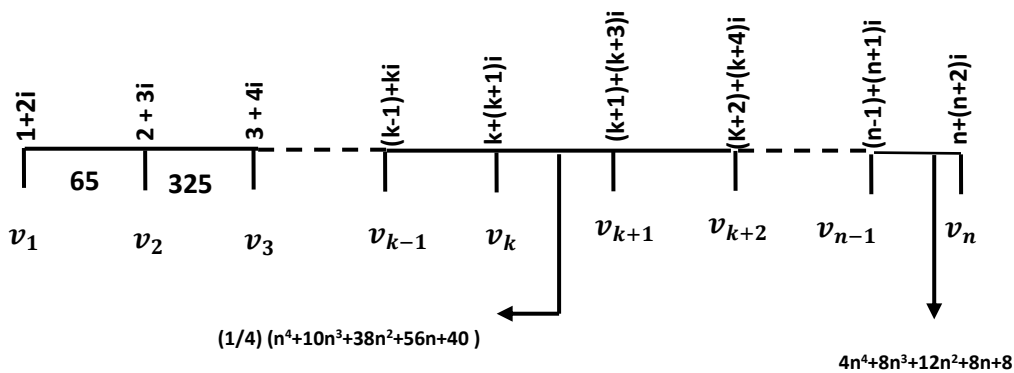 1+2i
2 + 3i
3 + 4i
(k-1)+ki
k+(k+1)i
(k+1)+(k+3)i
(K+2)+(k+4)i
(n-1)+(n+1)i
n+(n+2)i
65
325
v₁
v₂
v₃
vₖ₋₁
vₖ
vₖ₊₁
vₖ₊₂
vₙ₋₁
vₙ
(1/4) (n⁴+10n³+38n²+56n+40 )
4n⁴+8n³+12n²+8n+8